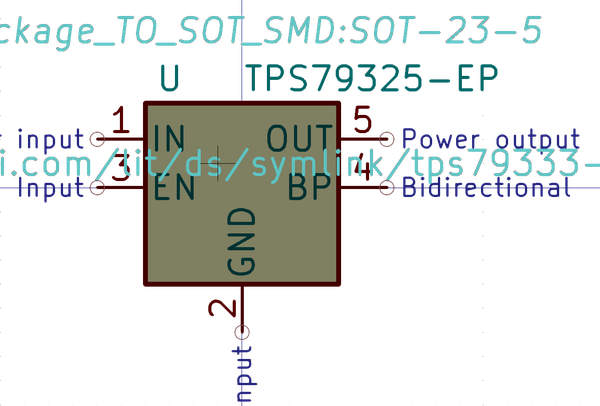 ckage_TO_SOT_SMD:SOT-23-5
U TPS79325-EP
input 1 IN OUT 5 Power output
i.com/lit/ds/symlink/tps79333-
Input 3 EN BP 4 Bidirectional
GND
2
nput